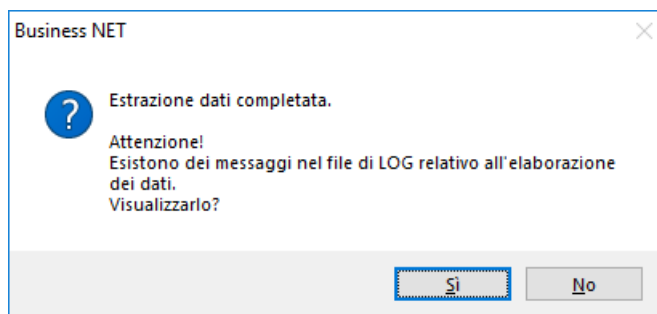 Business NET
Estrazione dati completata.
Attenzione!
Esistono dei messaggi nel file di LOG relativo all'elaborazione
dei dati.
Visualizzarlo?
Sì
No